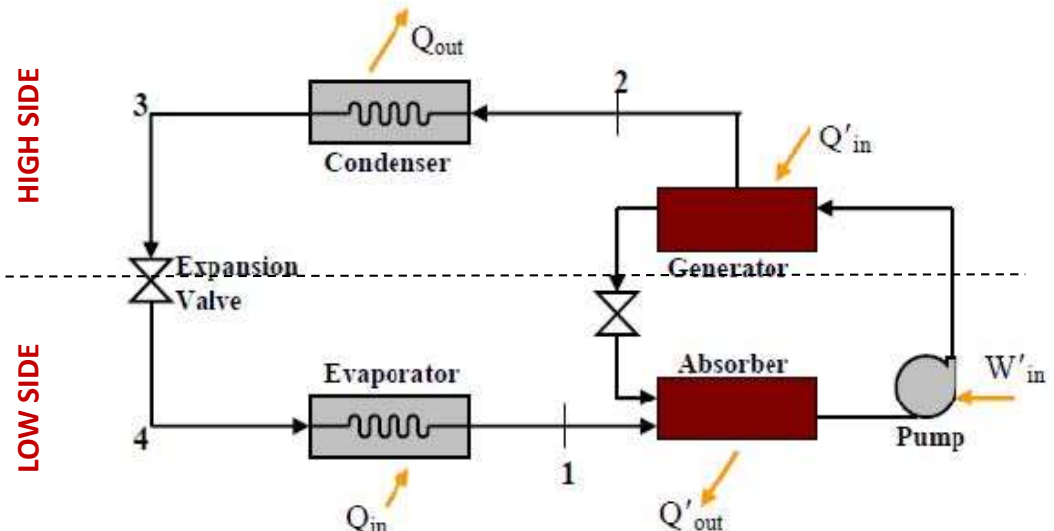 HIGH SIDE
Q out
2
3
Q′in
Condenser
Expansion
Valve
Generator
LOW SIDE
Evaporator
Absorber
W′in
4
1
Pump
Qin
Q′out